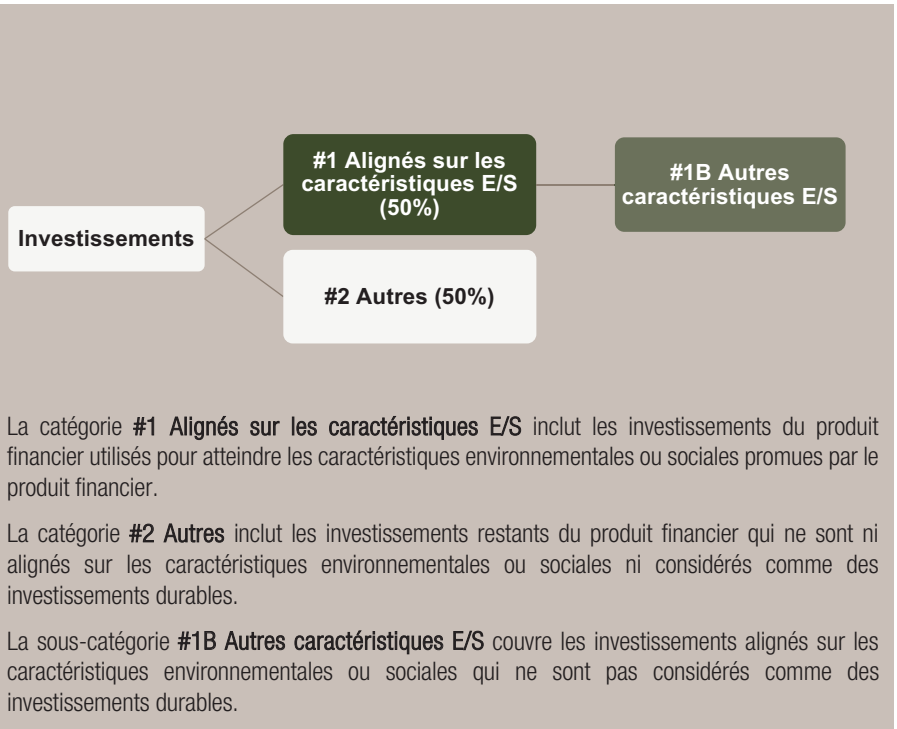 #1 Alignés sur les
caractéristiques E/S
(50%)
#1B Autres
caractéristiques E/S
Investissements
#2 Autres (50%)
La catégorie #1 Alignés sur les caractéristiques E/S inclut les investissements du produit
financier utilisés pour atteindre les caractéristiques environnementales ou sociales promues par le
produit financier.
La catégorie #2 Autres inclut les investissements restants du produit financier qui ne sont ni
alignés sur les caractéristiques environnementales ou sociales ni considérés comme des
investissements durables.
La sous-catégorie #1B Autres caractéristiques E/S couvre les investissements alignés sur les
caractéristiques environnementales ou sociales qui ne sont pas considérés comme des
investissements durables.